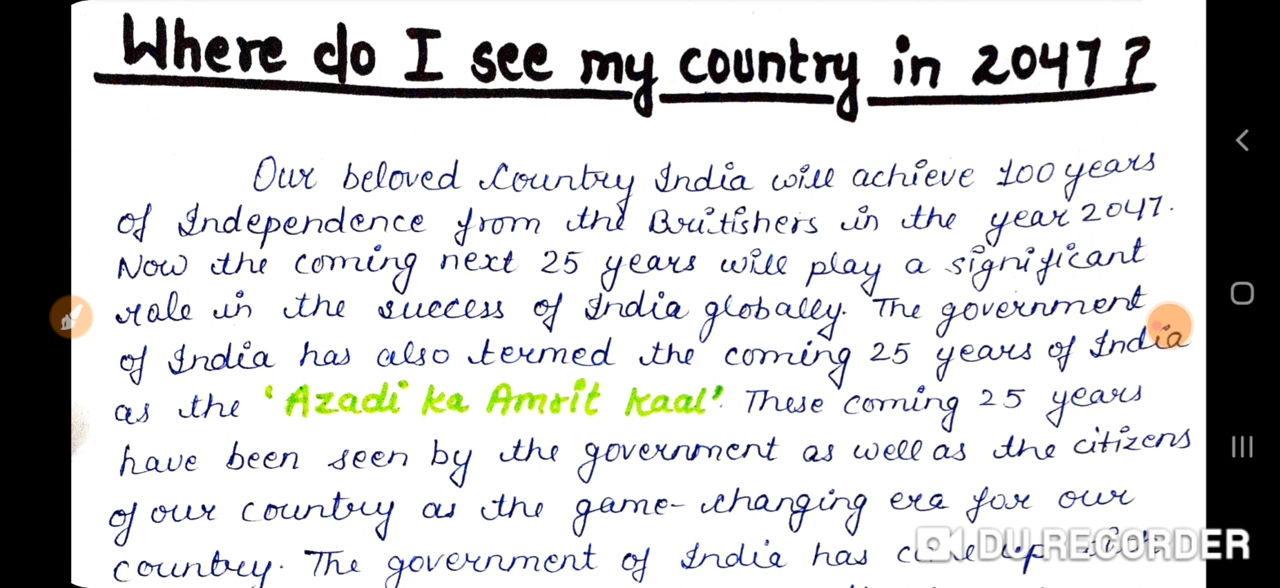 Where do I see my country in 2047?
Our beloved Country India will achieve 100 years
of Independence from the Britishers in the year 2047.
Now the coming next 25 years will play a significant
role in the success of India globally. The government
of India has also termed the coming 25 years of India
as the 'Azadi ka Amrit Kaal'. These coming 25 years
have been seen by the government as well as the citizens
of our country as the game-changing era for our
country. The government of India has up
DU RECORDER